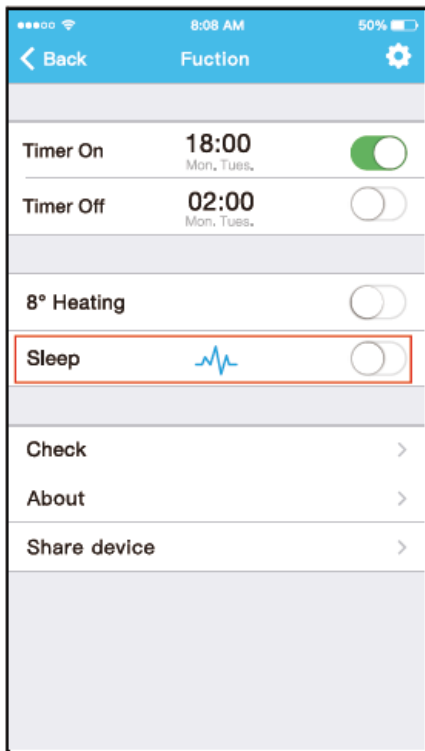 8:08 AM 50%
Back Fuction
Timer On 18:00
Mon. Tues.
Timer Off 02:00
Mon. Tues.
8° Heating
Sleep
Check
About
Share device